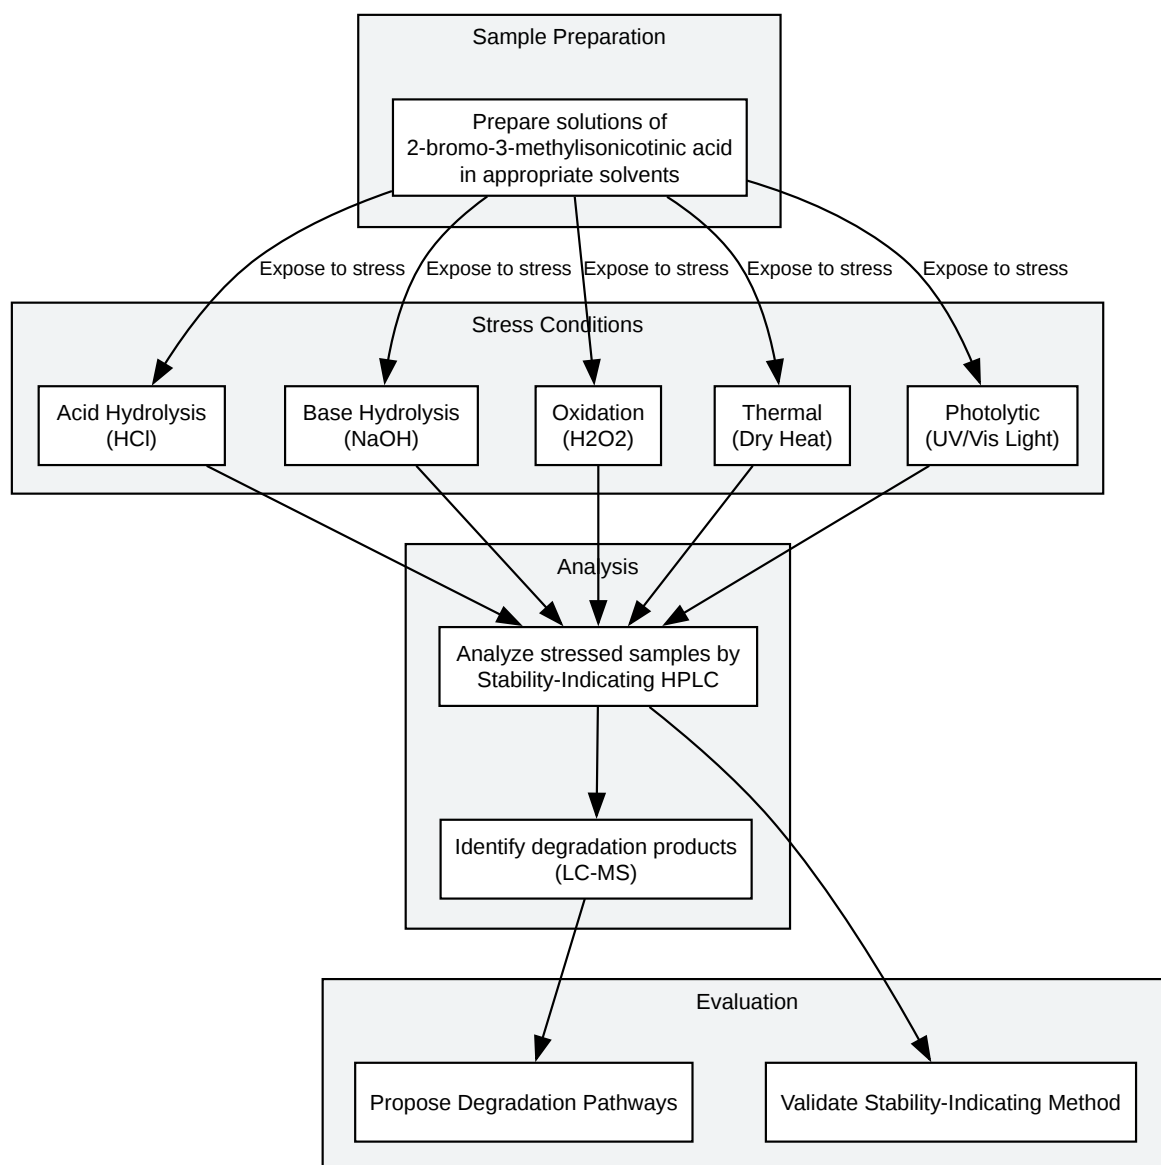 Sample Preparation
Prepare solutions of
2-bromo-3-methylisonicotinic acid
in appropriate solvents
Expose to stress
Expose to stress
Expose to stress
Expose to stress
Expose to stress
Stress Conditions
Acid Hydrolysis
(HCl)
Base Hydrolysis
(NaOH)
Oxidation
(H2O2)
Thermal
(Dry Heat)
Photolytic
(UV/Vis Light)
Analysis
Analyze stressed samples by
Stability-Indicating HPLC
Identify degradation products
(LC-MS)
Evaluation
Propose Degradation Pathways
Validate Stability-Indicating Method